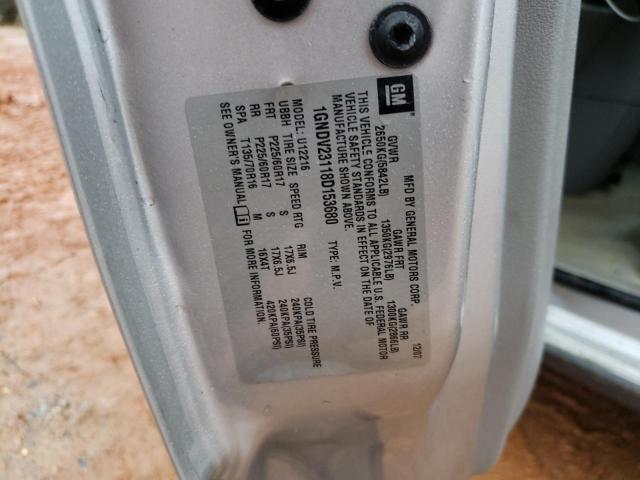 GM
MFD BY GENERAL MOTORS CORP. 12/07
GVWR GAWR FRT GAWR RR
2650KG(5842LB) 1350KG(2976LB) 1300KG(2866LB)
THIS VEHICLE CONFORMS TO ALL APPLICABLE U.S. FEDERAL MOTOR
VEHICLE SAFETY STANDARDS IN EFFECT ON THE DATE OF
MANUFACTURE SHOWN ABOVE.
1GNDV23118D153680 TYPE: M.P.V.
MODEL: U12216
UBBH TIRE SIZE SPEED RTG RIM COLD TIRE PRESSURE
FRT P225/60R17 S 17X6.5J 240KPA(35PSI)
RR P225/60R17 S 17X6.5J 240KPA(35PSI)
SPA T135/70R16 M 16X4T 420KPA(60PSI)
SEE OWNER'S MANUAL FOR MORE INFORMATION.